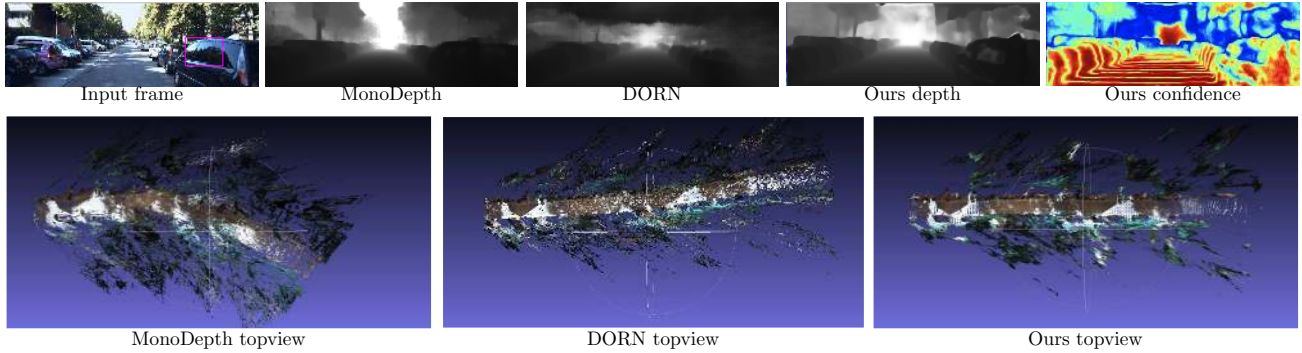 Input frame
MonoDepth
DORN
Ours depth
Ours confidence
MonoDepth topview
DORN topview
Ours topview